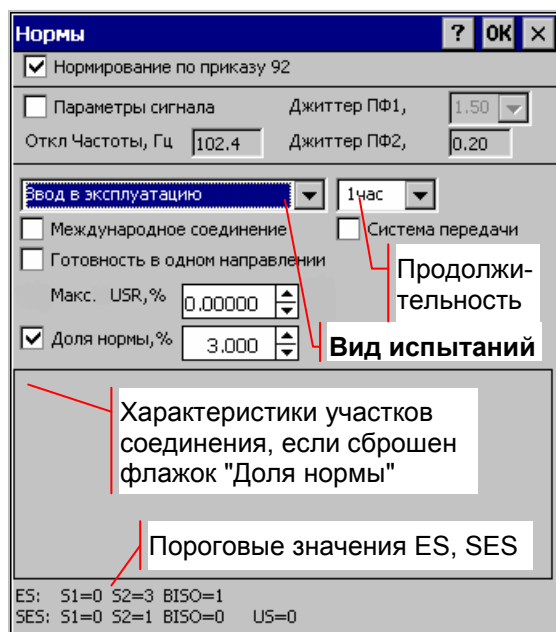 Нормы ? OK ×
Нормирование по приказу 92
Параметры сигнала Джиттер ПФ1, 1.50
Откл Частоты, Гц 102.4 Джиттер ПФ2, 0.20
Ввод в эксплуатацию 1час
Международное соединение Система передачи
Готовность в одном направлении
Продолжи-
тельность
Макс. USR,% 0.00000
Доля нормы,% 3.000
Вид испытаний
Характеристики участков
соединения, если сброшен
флажок "Доля нормы"
Пороговые значения ES, SES
ES: S1=0 S2=3 BISO=1
SES: S1=0 S2=1 BISO=0 US=0